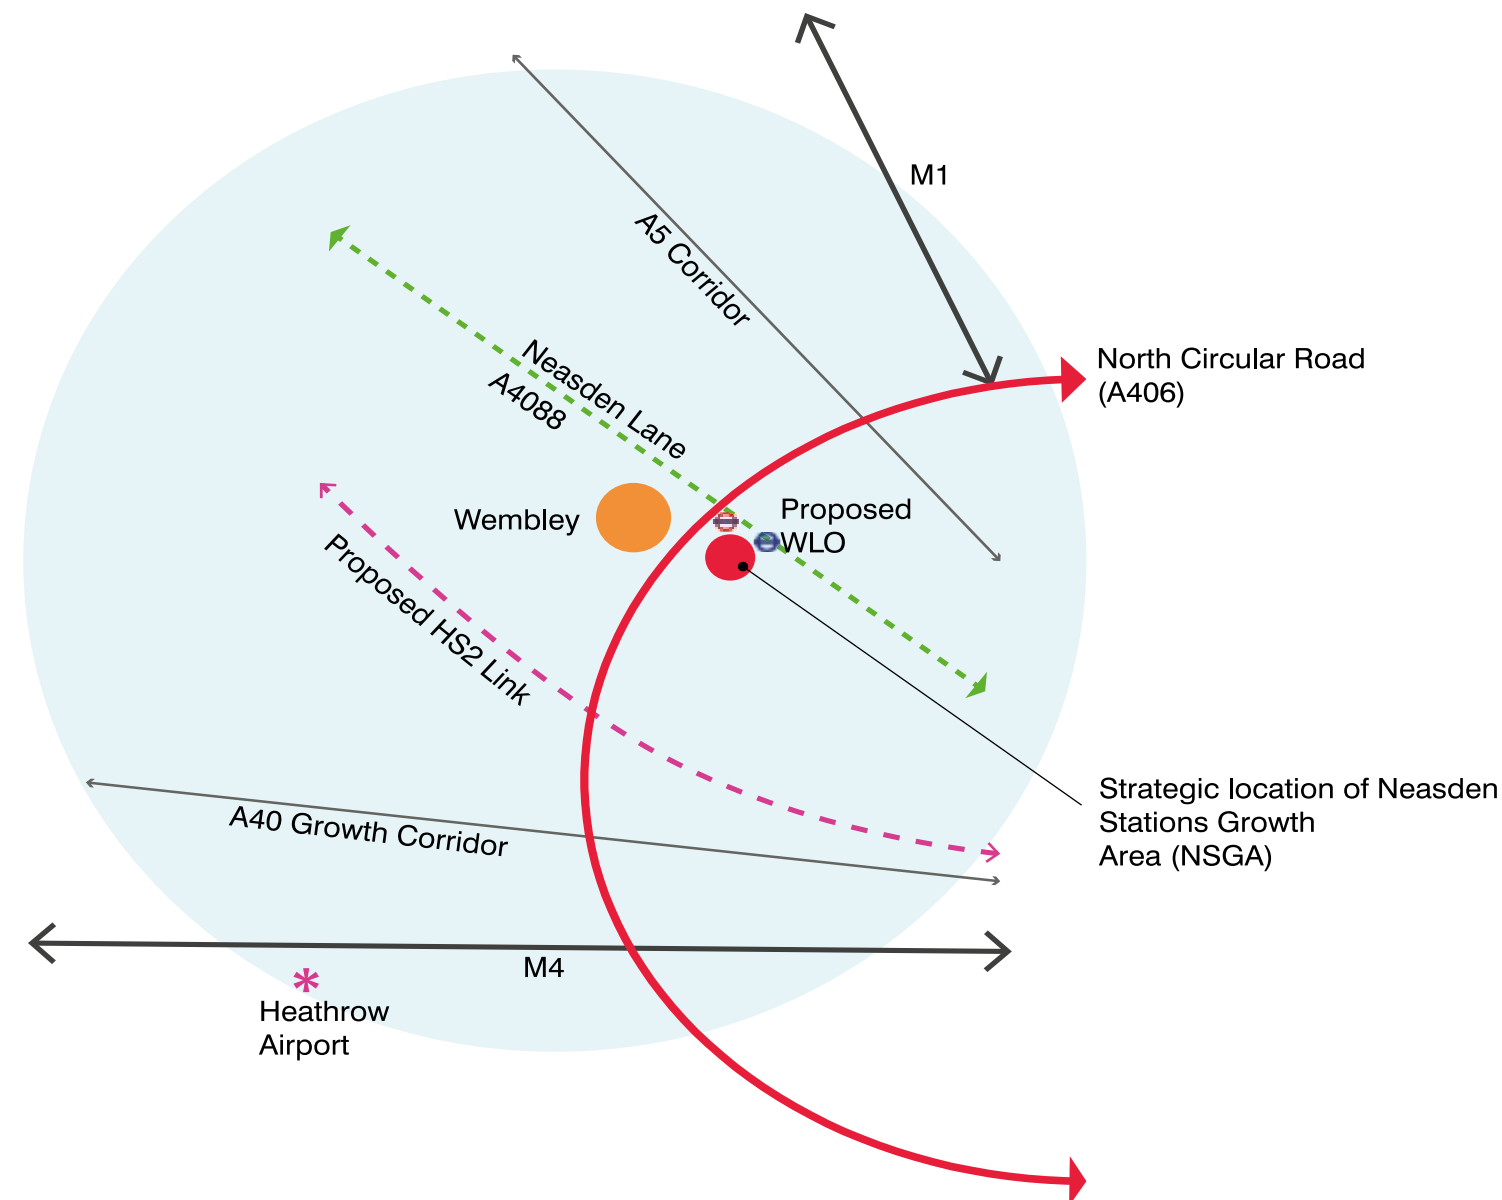 M1
A5 Corridor
North Circular Road
(A406)
Neasden Lane
A4088
Wembley
Proposed
WLO
Proposed HS2 Link
Strategic location of Neasden
Stations Growth
Area (NSGA)
A40 Growth Corridor
M4
Heathrow
Airport